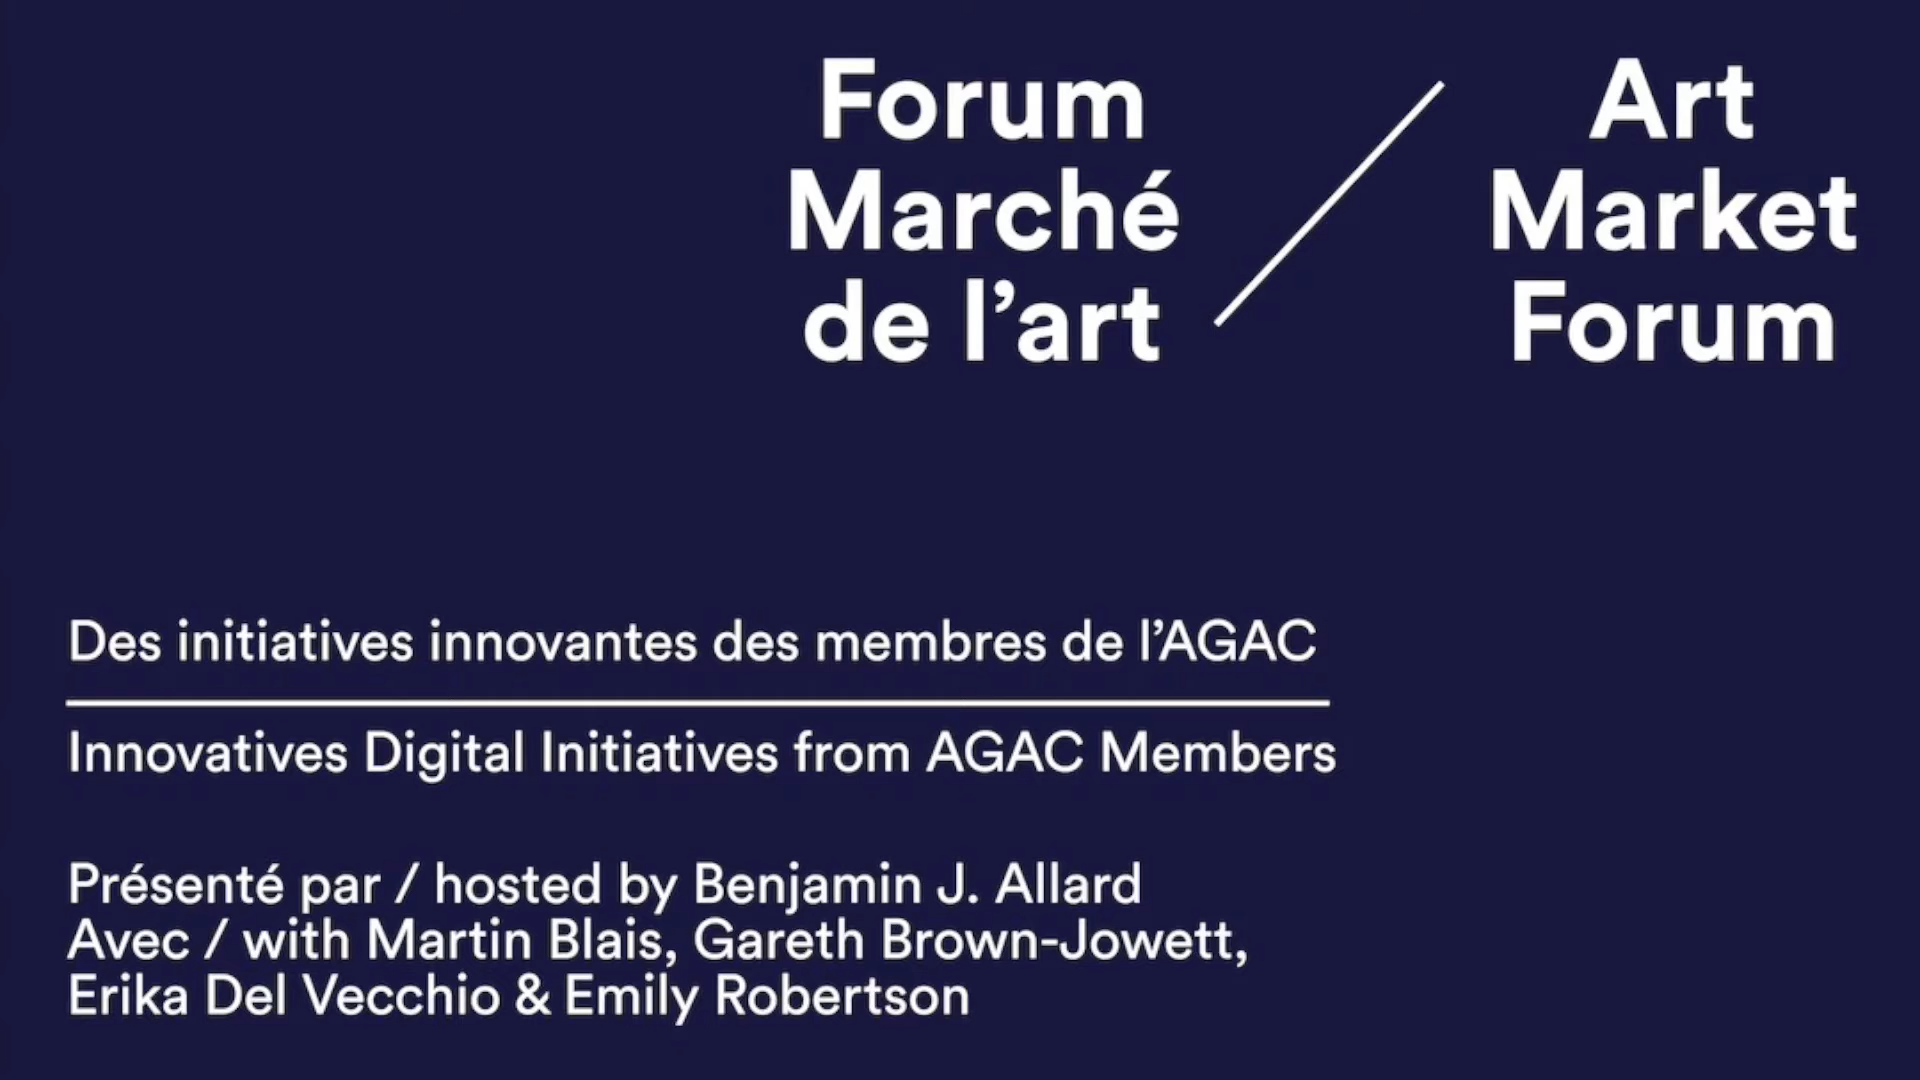 Forum
Marché
de l’art
Art
Market
Forum
Des initiatives innovantes des membres de l’AGAC
Innovatives Digital Initiatives from AGAC Members
Présenté par / hosted by Benjamin J. Allard
Avec / with Martin Blais, Gareth Brown-Jowett,
Erika Del Vecchio & Emily Robertson